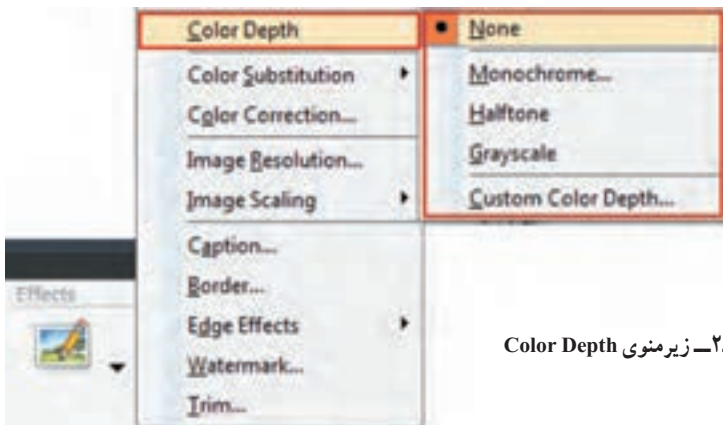 Color Depth
Color Substitution
Color Correction...
Image Resolution...
Image Scaling
Caption...
Border...
Edge Effects
Watermark...
Trim...
None
Monochrome...
Halftone
Grayscale
Custom Color Depth...
Effects
۲ــ زیرمنوی Color Depth